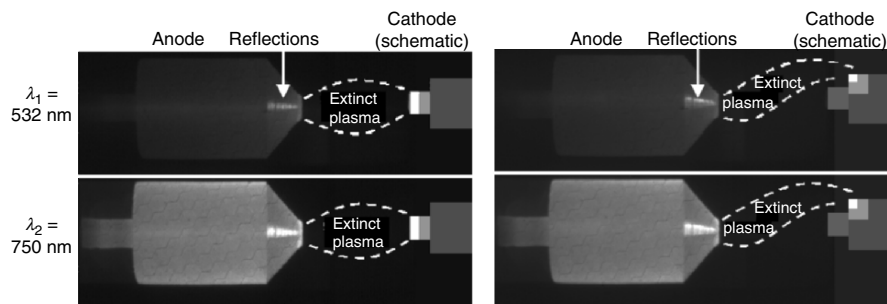 Anode Reflections Cathode (schematic)
Anode Reflections Cathode (schematic)
λ1 = 532 nm
Extinct plasma
Extinct plasma
λ2 = 750 nm
Extinct plasma
Extinct plasma